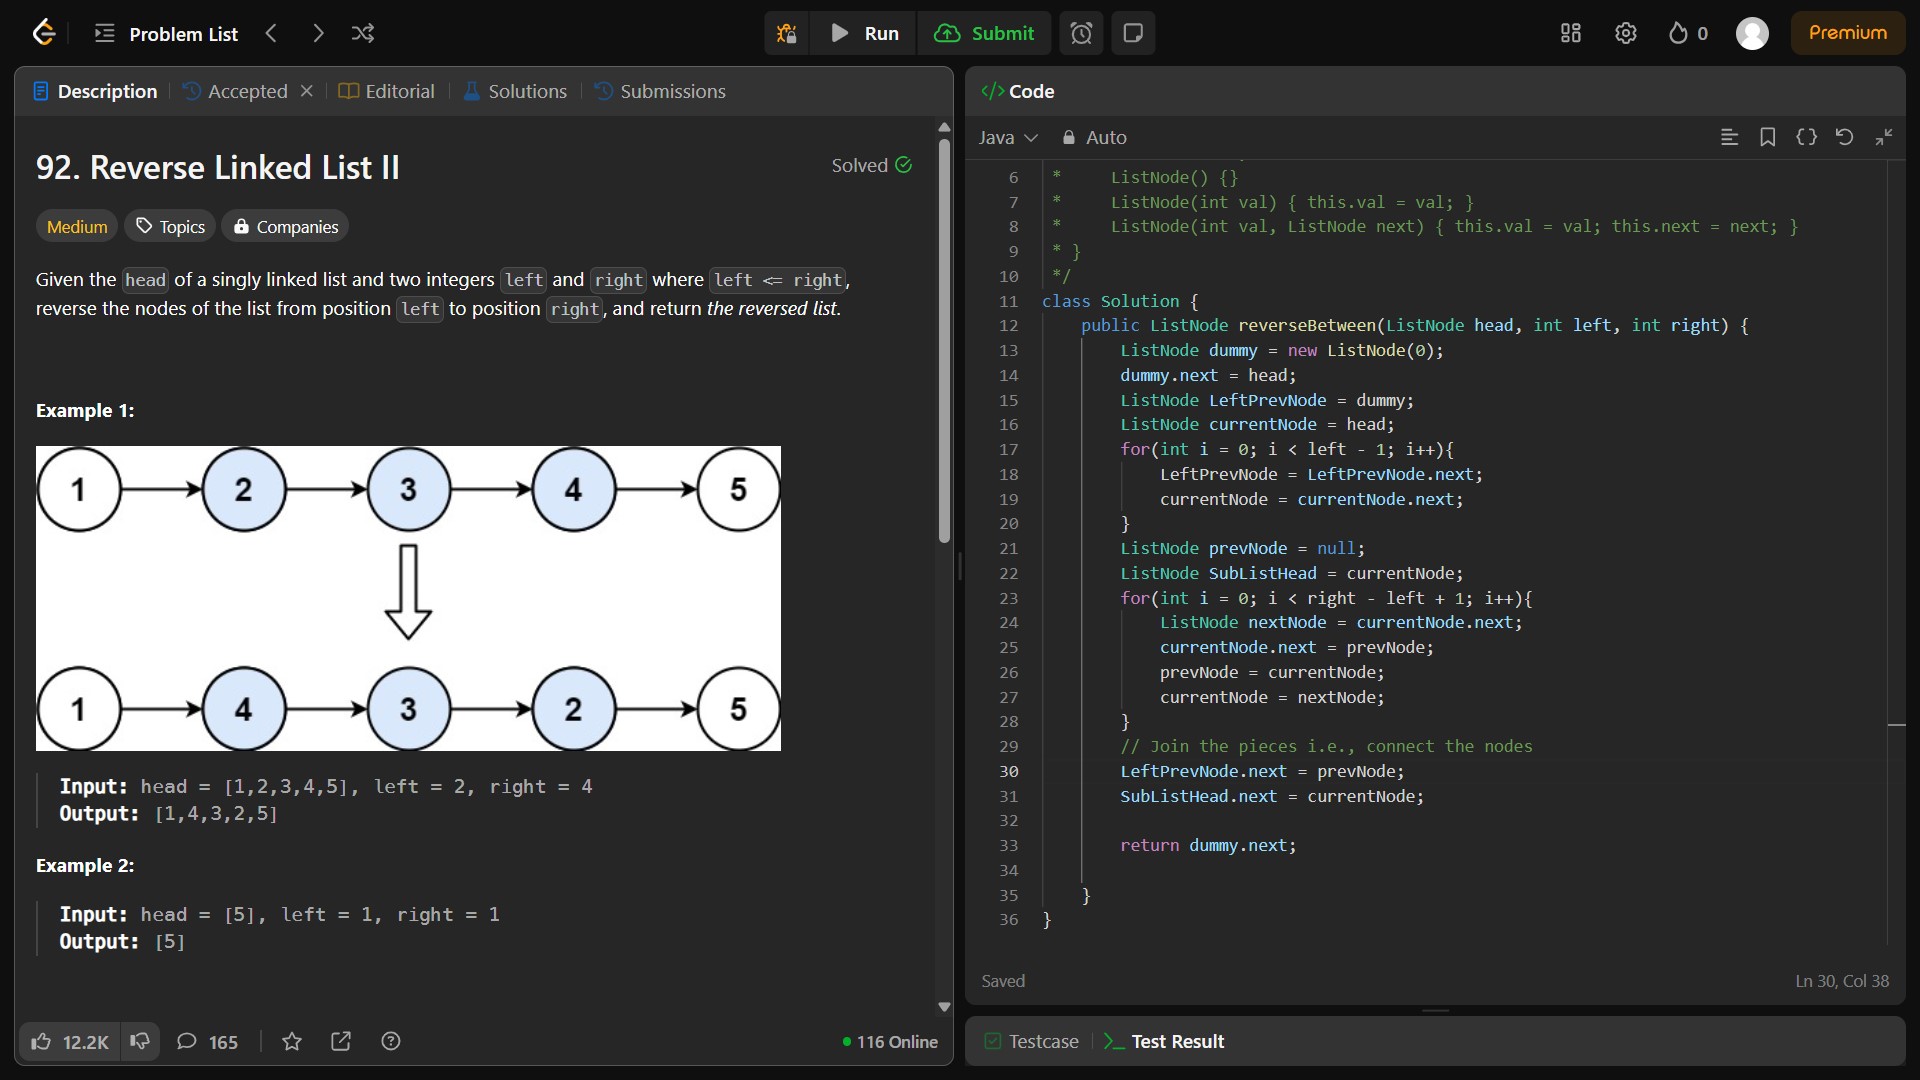 Problem List
Run
Submit
0
Premium
Description
Accepted
Editorial
Solutions
Submissions
92. Reverse Linked List II
Solved
Medium
Topics
Companies
Given the head of a singly linked list and two integers left and right where left <= right,
reverse the nodes of the list from position left to position right, and return the reversed list.
Example 1:
1 2 3 4 5
1 4 3 2 5
Input: head = [1,2,3,4,5], left = 2, right = 4
Output: [1,4,3,2,5]
Example 2:
Input: head = [5], left = 1, right = 1
Output: [5]
12.2K
165
116 Online
</> Code
Java
Auto
6 * ListNode() {}
7 * ListNode(int val) { this.val = val; }
8 * ListNode(int val, ListNode next) { this.val = val; this.next = next; }
9 * }
10 */
11 class Solution {
12 public ListNode reverseBetween(ListNode head, int left, int right) {
13 ListNode dummy = new ListNode(0);
14 dummy.next = head;
15 ListNode LeftPrevNode = dummy;
16 ListNode currentNode = head;
17 for(int i = 0; i < left - 1; i++){
18 LeftPrevNode = LeftPrevNode.next;
19 currentNode = currentNode.next;
20 }
21 ListNode prevNode = null;
22 ListNode SubListHead = currentNode;
23 for(int i = 0; i < right - left + 1; i++){
24 ListNode nextNode = currentNode.next;
25 currentNode.next = prevNode;
26 prevNode = currentNode;
27 currentNode = nextNode;
28 }
29 // Join the pieces i.e., connect the nodes
30 LeftPrevNode.next = prevNode;
31 SubListHead.next = currentNode;
32
33 return dummy.next;
34
35 }
36 }
Saved
Ln 30, Col 38
Testcase
Test Result